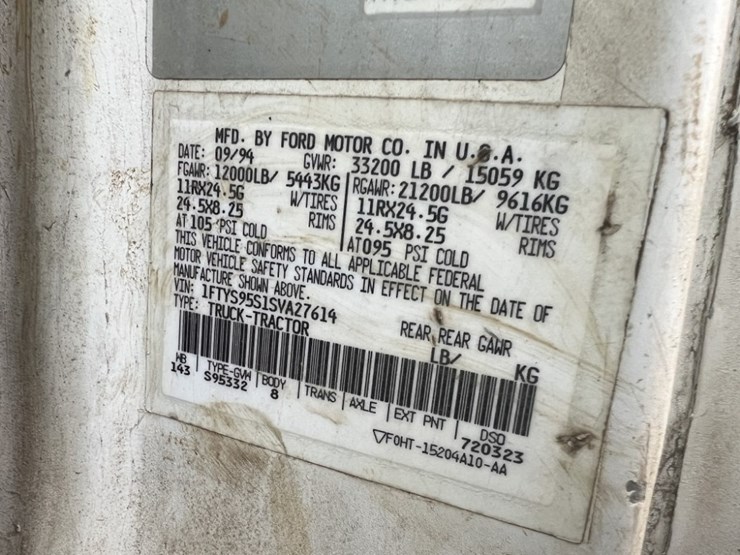 MFD. BY FORD MOTOR CO. IN U.S.A.
DATE: 09/94 GVWR: 33200 LB / 15059 KG
FGAWR: 12000LB/ 5443KG RGAWR: 21200LB/ 9616KG
11RX24.5G W/TIRES 11RX24.5G W/TIRES
24.5X8.25 RIMS 24.5X8.25 RIMS
AT 105 PSI COLD AT095 PSI COLD
THIS VEHICLE CONFORMS TO ALL APPLICABLE FEDERAL
MOTOR VEHICLE SAFETY STANDARDS IN EFFECT ON THE DATE OF
MANUFACTURE SHOWN ABOVE.
VIN: 1FTYS95S1SVA27614 REAR REAR GAWR
TYPE: TRUCK-TRACTOR LB/ KG
WB TYPE-GVW BODY TRANS AXLE EXT PNT DSO
143 S95332 8 720323
F0HT-15204A10-AA